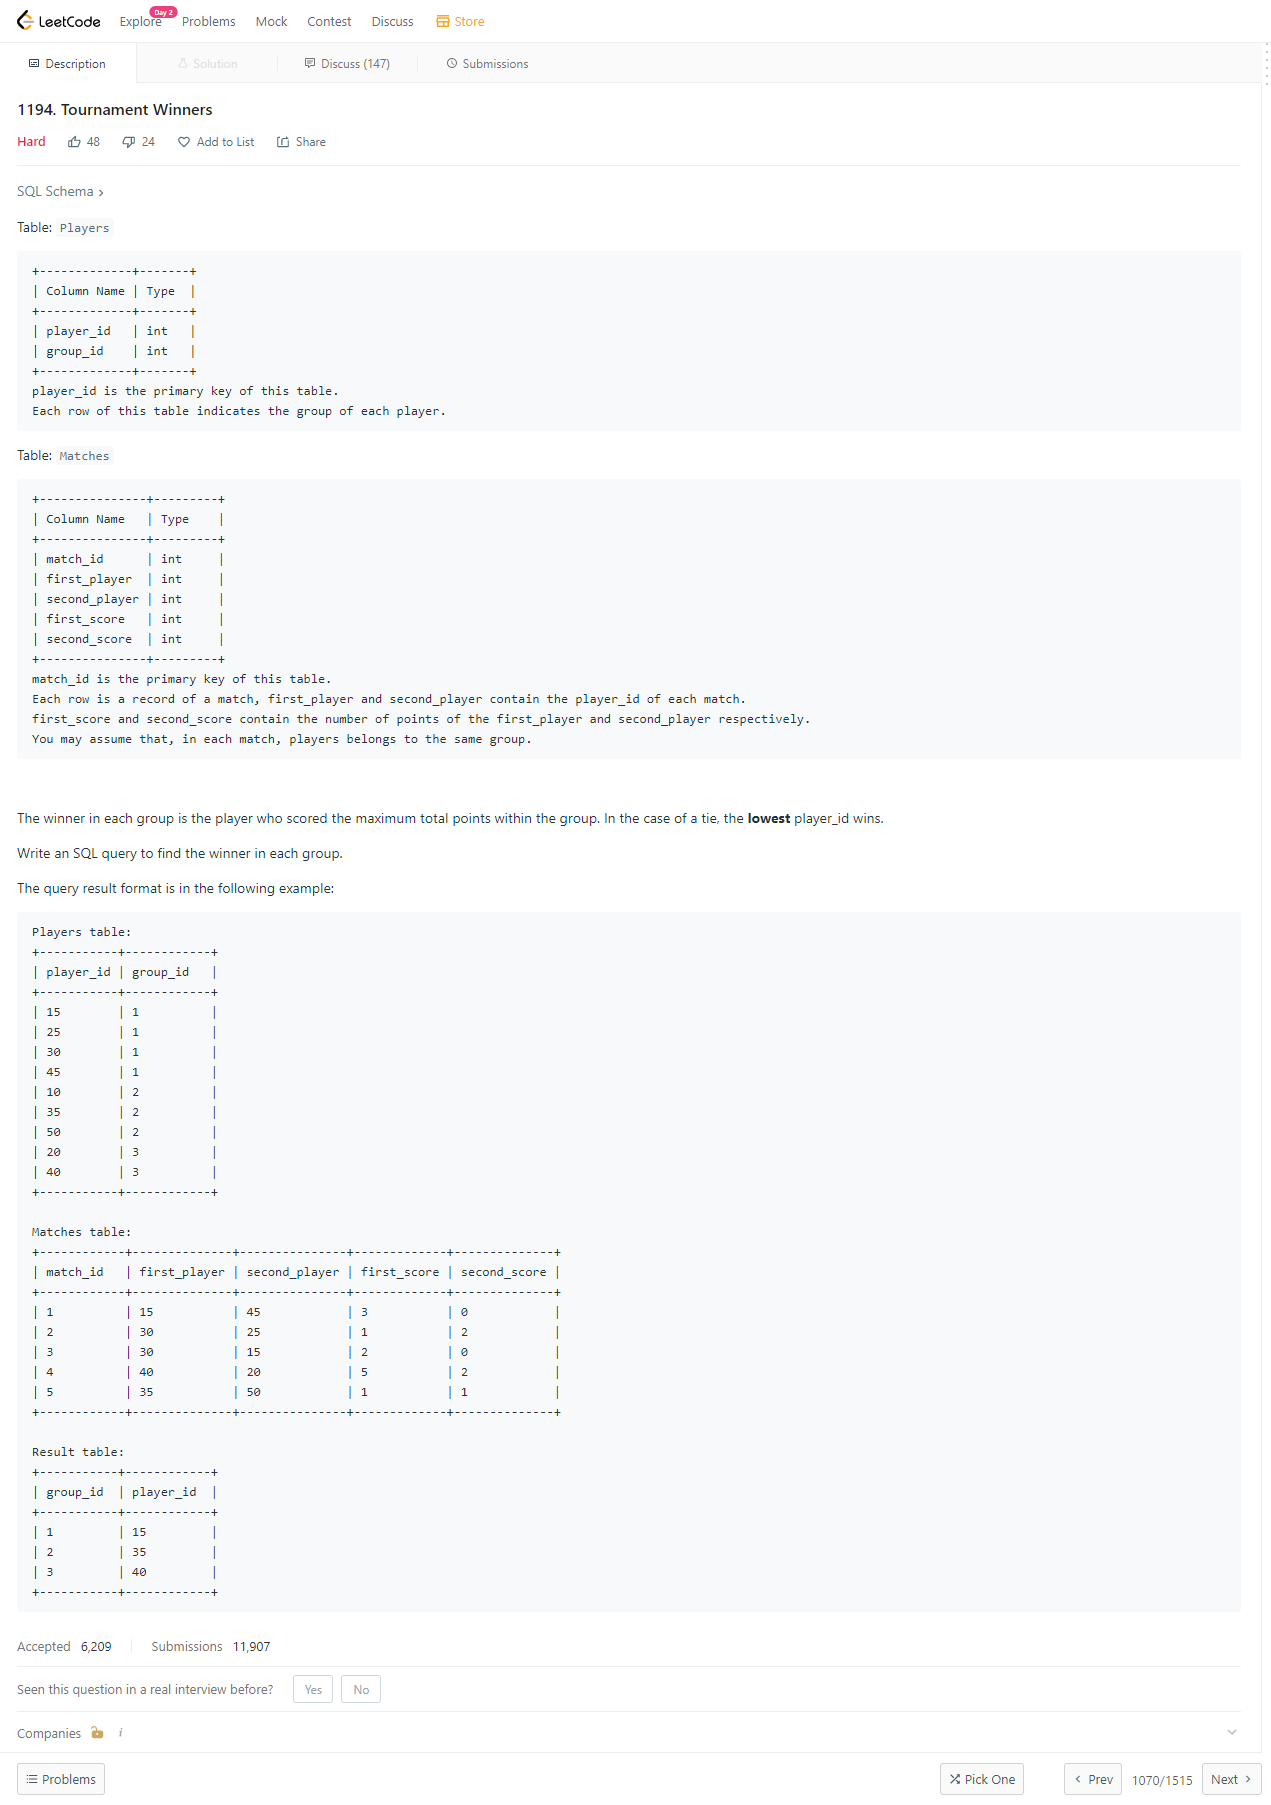 LeetCode Explore Day 2 Problems Mock Contest Discuss Store
Description Solution Discuss (147) Submissions
1194. Tournament Winners
Hard 48 24 Add to List Share
SQL Schema >
Table: Players
+-------------+-------+
| Column Name | Type  |
+-------------+-------+
| player_id   | int   |
| group_id    | int   |
+-------------+-------+
player_id is the primary key of this table.
Each row of this table indicates the group of each player.
Table: Matches
+---------------+---------+
| Column Name   | Type    |
+---------------+---------+
| match_id      | int     |
| first_player  | int     |
| second_player | int     |
| first_score   | int     |
| second_score  | int     |
+---------------+---------+
match_id is the primary key of this table.
Each row is a record of a match, first_player and second_player contain the player_id of each match.
first_score and second_score contain the number of points of the first_player and second_player respectively.
You may assume that, in each match, players belongs to the same group.
The winner in each group is the player who scored the maximum total points within the group. In the case of a tie, the lowest player_id wins.
Write an SQL query to find the winner in each group.
The query result format is in the following example:
Players table:
+-----------+------------+
| player_id | group_id   |
+-----------+------------+
| 15        | 1          |
| 25        | 1          |
| 30        | 1          |
| 45        | 1          |
| 10        | 2          |
| 35        | 2          |
| 50        | 2          |
| 20        | 3          |
| 40        | 3          |
+-----------+------------+
Matches table:
+------------+--------------+---------------+-------------+--------------+
| match_id   | first_player | second_player | first_score | second_score |
+------------+--------------+---------------+-------------+--------------+
| 1          | 15           | 45            | 3           | 0            |
| 2          | 30           | 25            | 1           | 2            |
| 3          | 30           | 15            | 2           | 0            |
| 4          | 40           | 20            | 5           | 2            |
| 5          | 35           | 50            | 1           | 1            |
+------------+--------------+---------------+-------------+--------------+
Result table:
+-----------+------------+
| group_id  | player_id  |
+-----------+------------+
| 1         | 15         |
| 2         | 35         |
| 3         | 40         |
+-----------+------------+
Accepted 6,209 Submissions 11,907
Seen this question in a real interview before? Yes No
Companies i
Problems Pick One < Prev 1070/1515 Next >